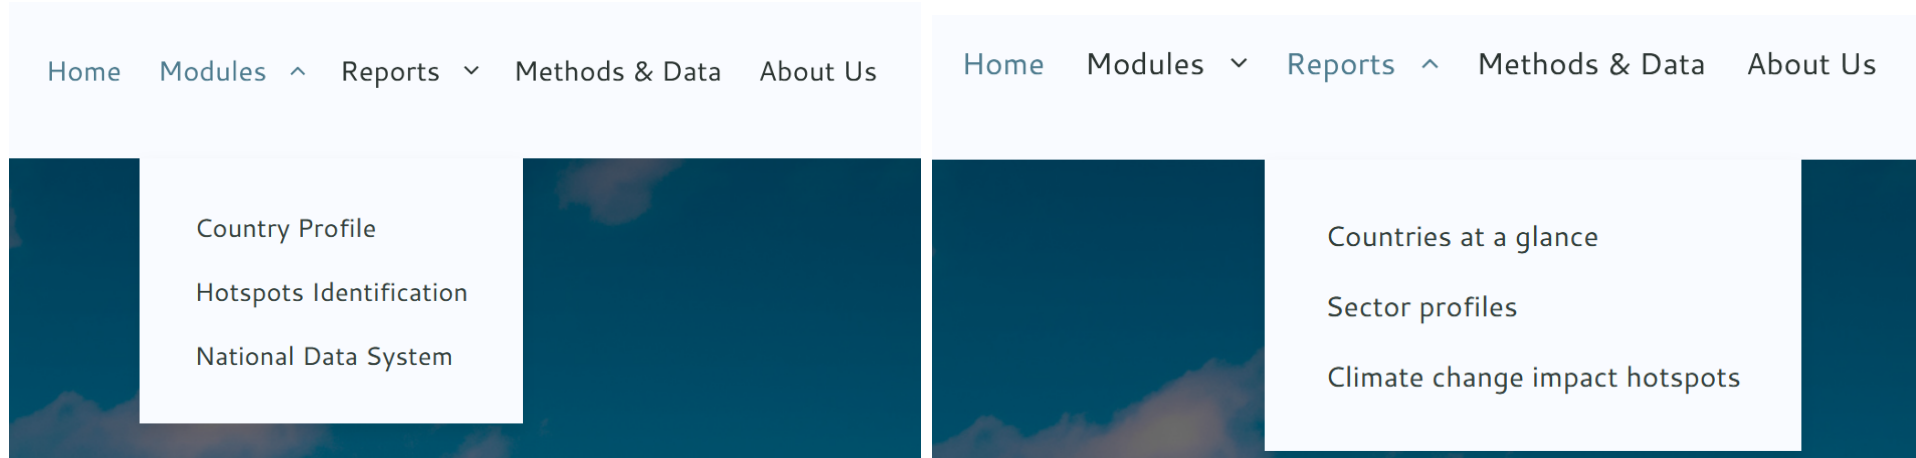 Home Modules Reports Methods & Data About Us
Country Profile
Hotspots Identification
National Data System
Home Modules Reports Methods & Data About Us
Countries at a glance
Sector profiles
Climate change impact hotspots